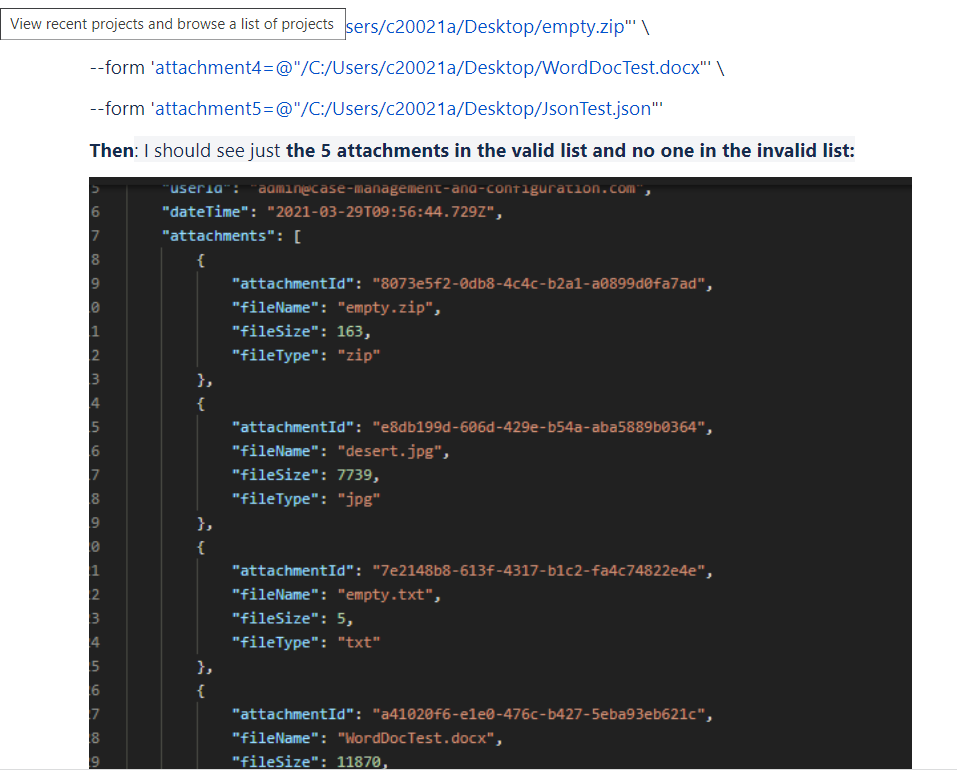 View recent projects and browse a list of projects
sers/c20021a/Desktop/empty.zip"' \
--form 'attachment4=@"/C:/Users/c20021a/Desktop/WordDocTest.docx"' \
--form 'attachment5=@"/C:/Users/c20021a/Desktop/JsonTest.json"'
Then: I should see just the 5 attachments in the valid list and no one in the invalid list:
5 "userId": "admin@case-management-and-configuration.com",
6 "dateTime": "2021-03-29T09:56:44.729Z",
7 "attachments": [
8 {
9 "attachmentId": "8073e5f2-0db8-4c4c-b2a1-a0899d0fa7ad",
0 "fileName": "empty.zip",
1 "fileSize": 163,
2 "fileType": "zip"
3 },
4 {
5 "attachmentId": "e8db199d-606d-429e-b54a-aba5889b0364",
6 "fileName": "desert.jpg",
7 "fileSize": 7739,
8 "fileType": "jpg"
9 },
0 {
1 "attachmentId": "7e2148b8-613f-4317-b1c2-fa4c74822e4e",
2 "fileName": "empty.txt",
3 "fileSize": 5,
4 "fileType": "txt"
5 },
6 {
7 "attachmentId": "a41020f6-e1e0-476c-b427-5eba93eb621c",
8 "fileName": "WordDocTest.docx",
9 "fileSize": 11870,